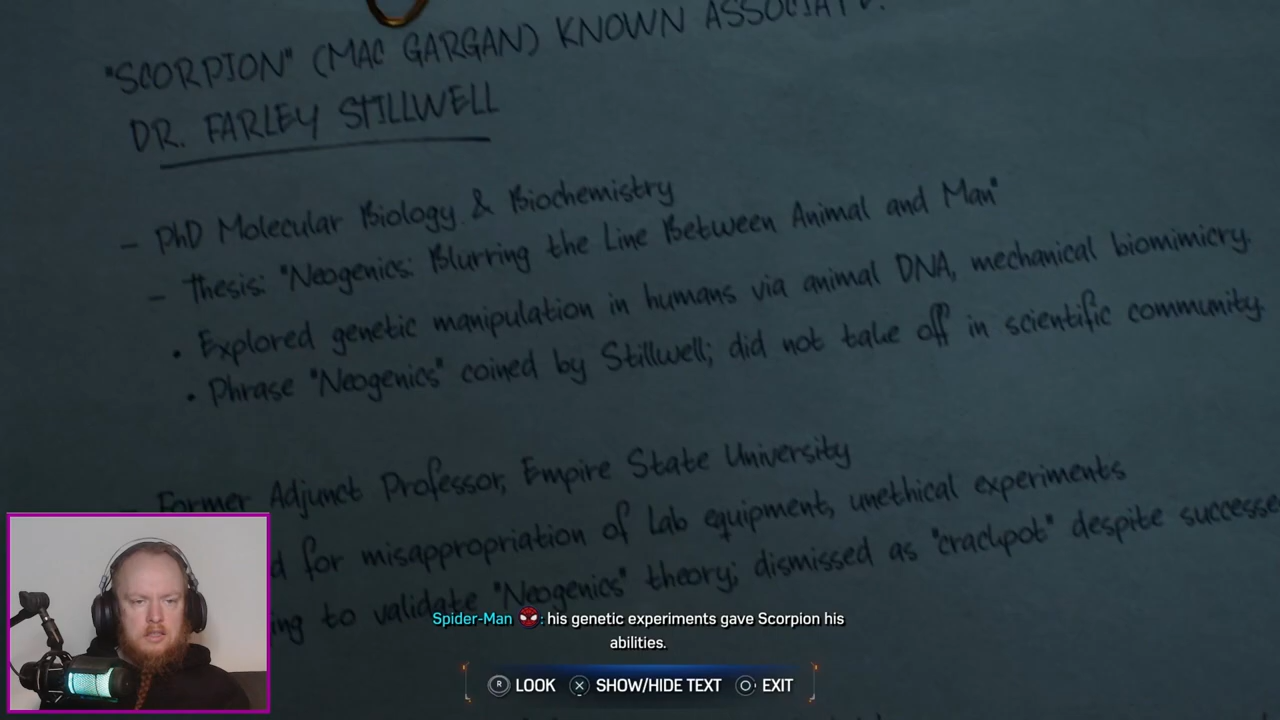 "SCORPION" (MAC GARGAN) KNOWN
DR. FARLEY STILLWELL
- PhD Molecular Biology & Biochemistry
- Thesis: "Neogenics: Blurring the Line Between Animal and Man"
• Explored genetic manipulation in humans via animal DNA, mechanical biomimicry.
• Phrase "Neogenics" coined by Stillwell; did not take off in scientific community.
- Former Adjunct Professor, Empire State University
for misappropriation of Lab equipment, unethical experiments
to validate "Neogenics" theory; dismissed as "crackpot" despite
Spider-Man : his genetic experiments gave Scorpion his
abilities.
R LOOK X SHOW/HIDE TEXT O EXIT